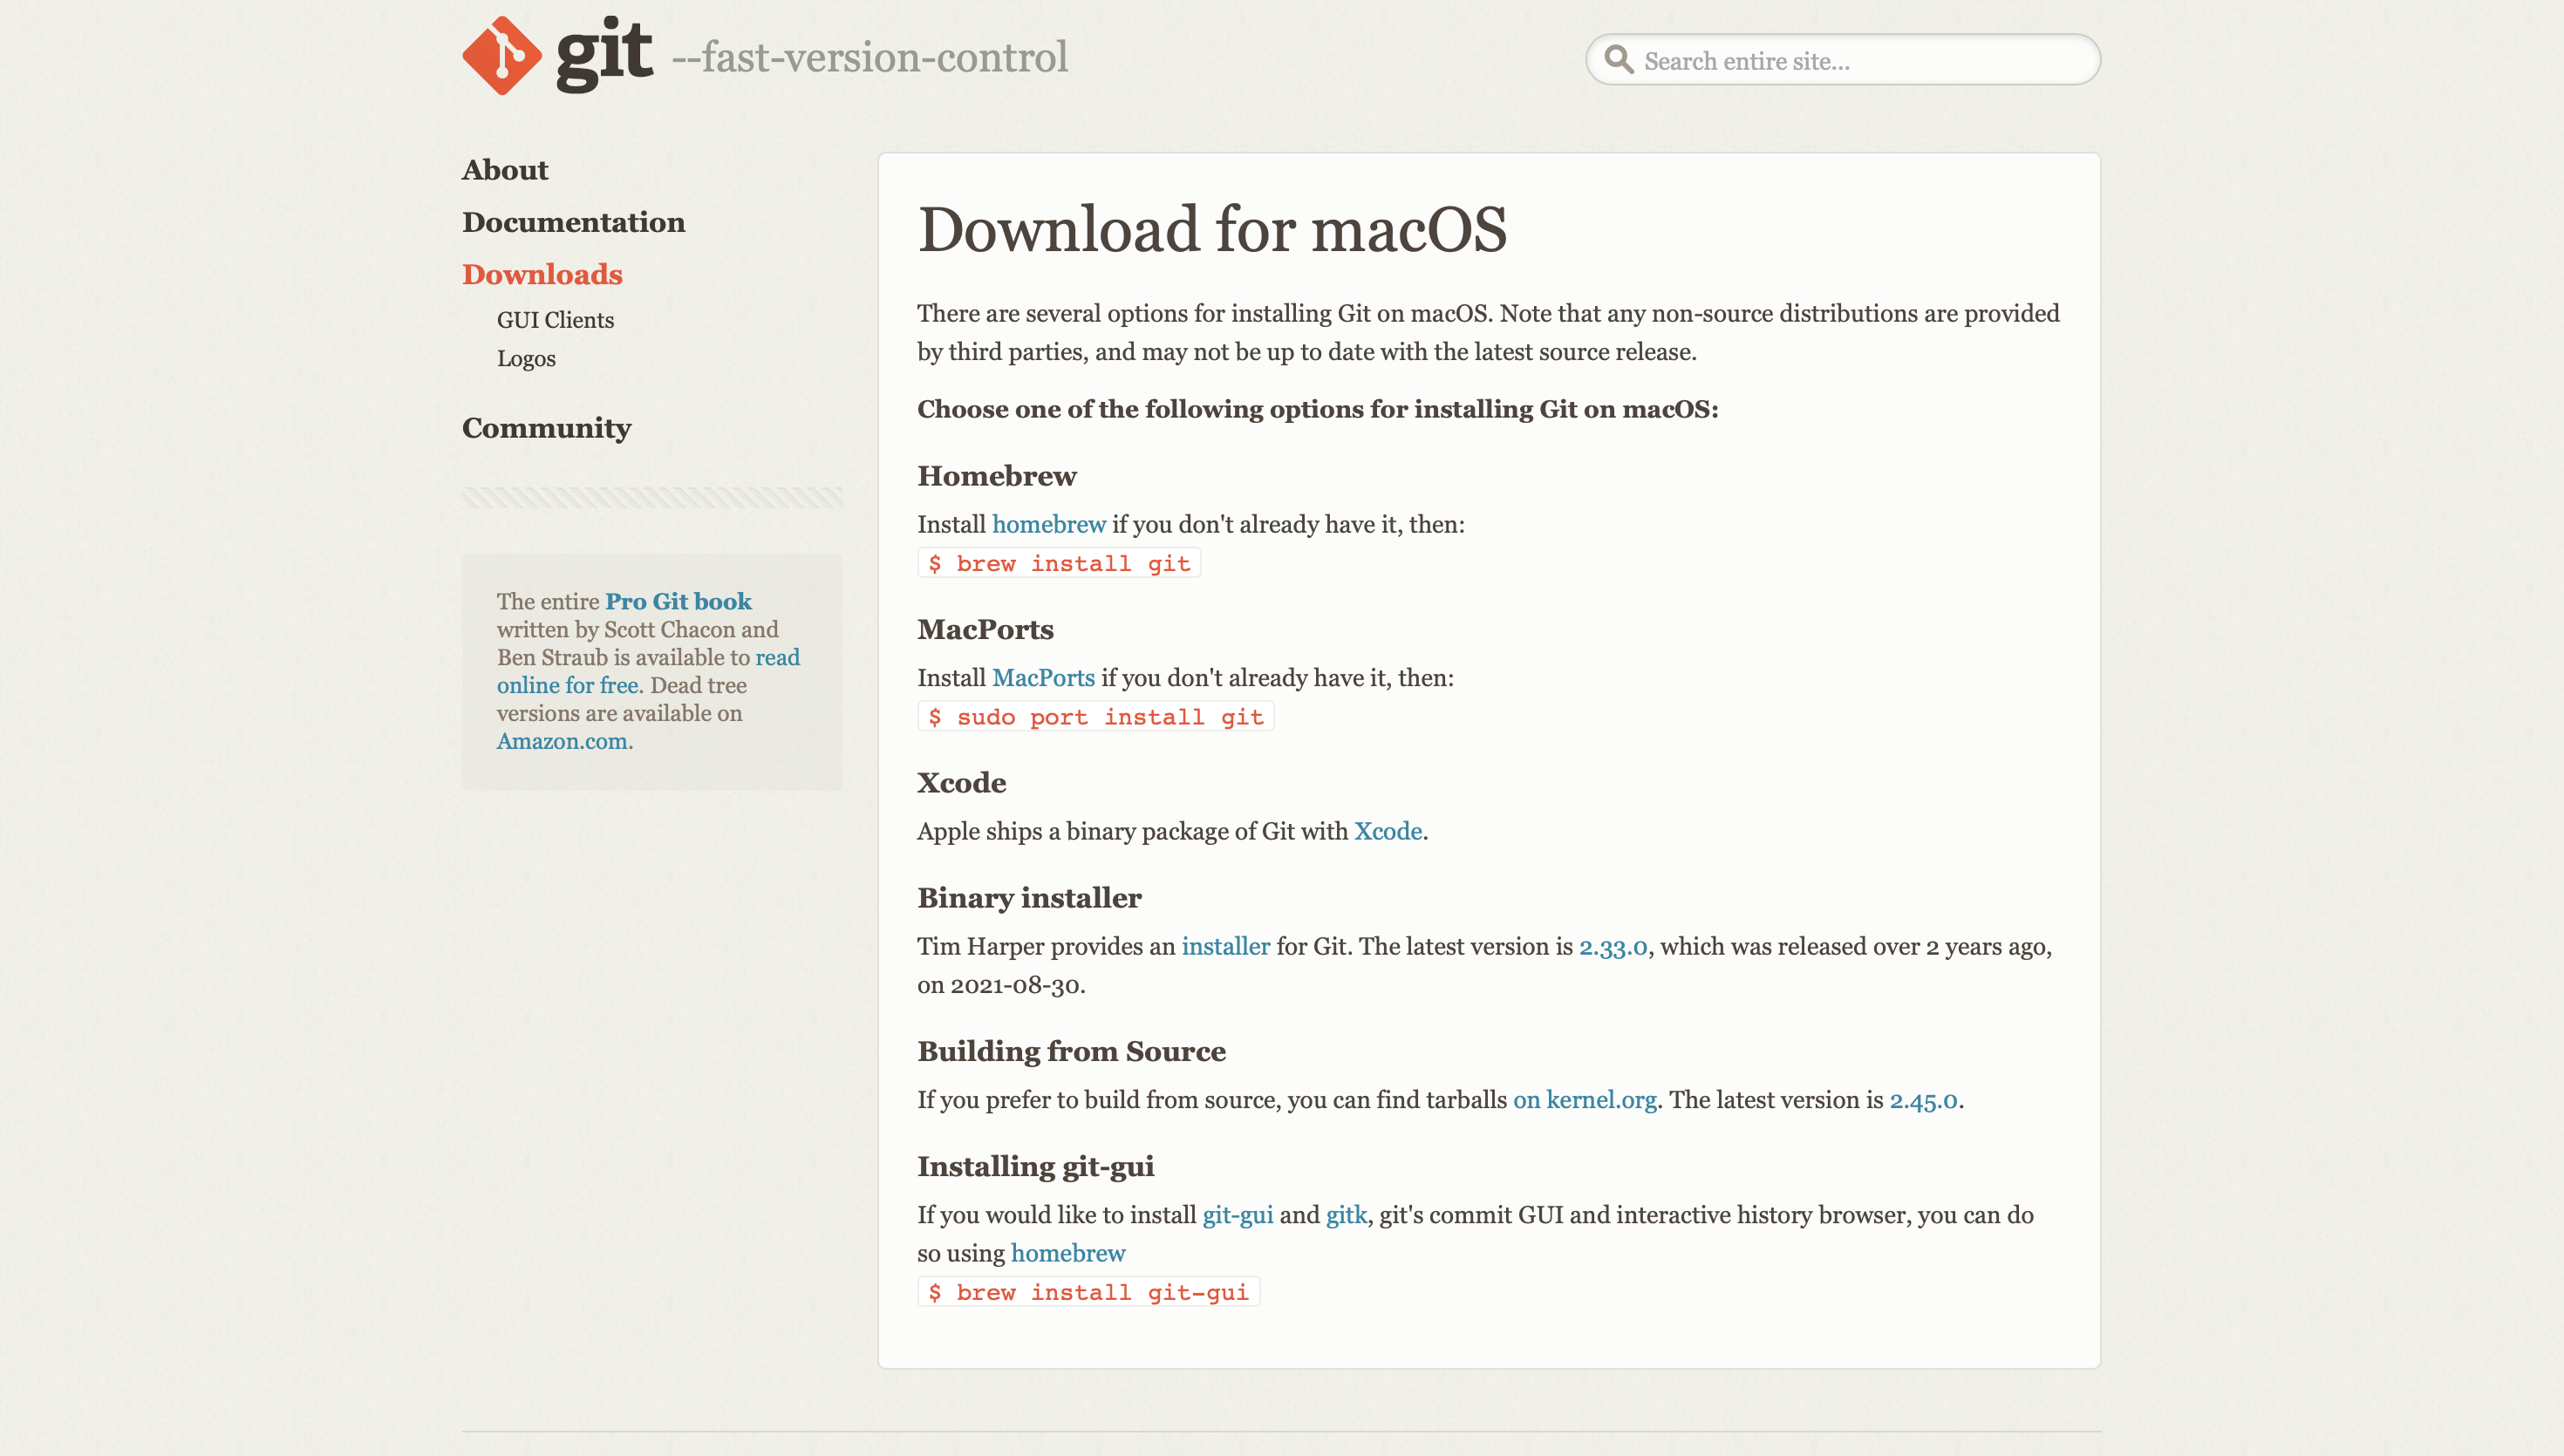 git --fast-version-control
Search entire site...
About
Documentation
Downloads
GUI Clients
Logos
Community
The entire Pro Git book
written by Scott Chacon and
Ben Straub is available to read
online for free. Dead tree
versions are available on
Amazon.com.
Download for macOS
There are several options for installing Git on macOS. Note that any non-source distributions are provided
by third parties, and may not be up to date with the latest source release.
Choose one of the following options for installing Git on macOS:
Homebrew
Install homebrew if you don't already have it, then:
$ brew install git
MacPorts
Install MacPorts if you don't already have it, then:
$ sudo port install git
Xcode
Apple ships a binary package of Git with Xcode.
Binary installer
Tim Harper provides an installer for Git. The latest version is 2.33.0, which was released over 2 years ago,
on 2021-08-30.
Building from Source
If you prefer to build from source, you can find tarballs on kernel.org. The latest version is 2.45.0.
Installing git-gui
If you would like to install git-gui and gitk, git's commit GUI and interactive history browser, you can do
so using homebrew
$ brew install git-gui